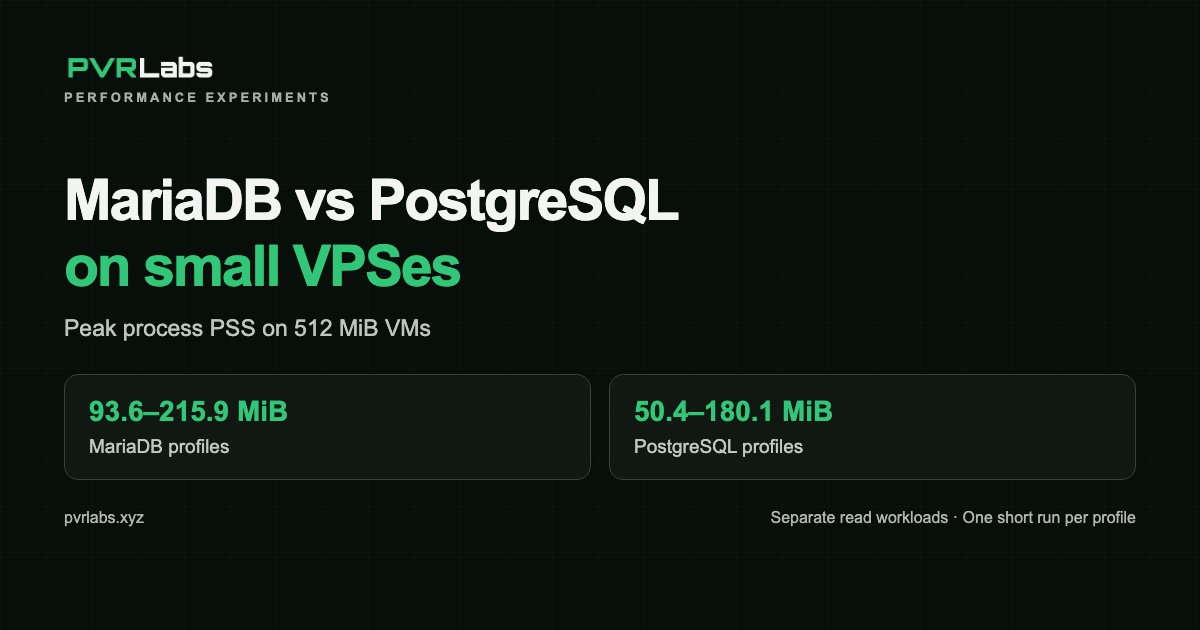 PVRLabs
PERFORMANCE EXPERIMENTS
MariaDB vs PostgreSQL
on small VPSes
Peak process PSS on 512 MiB VMs
93.6–215.9 MiB
MariaDB profiles
50.4–180.1 MiB
PostgreSQL profiles
pvrlabs.xyz
Separate read workloads · One short run per profile